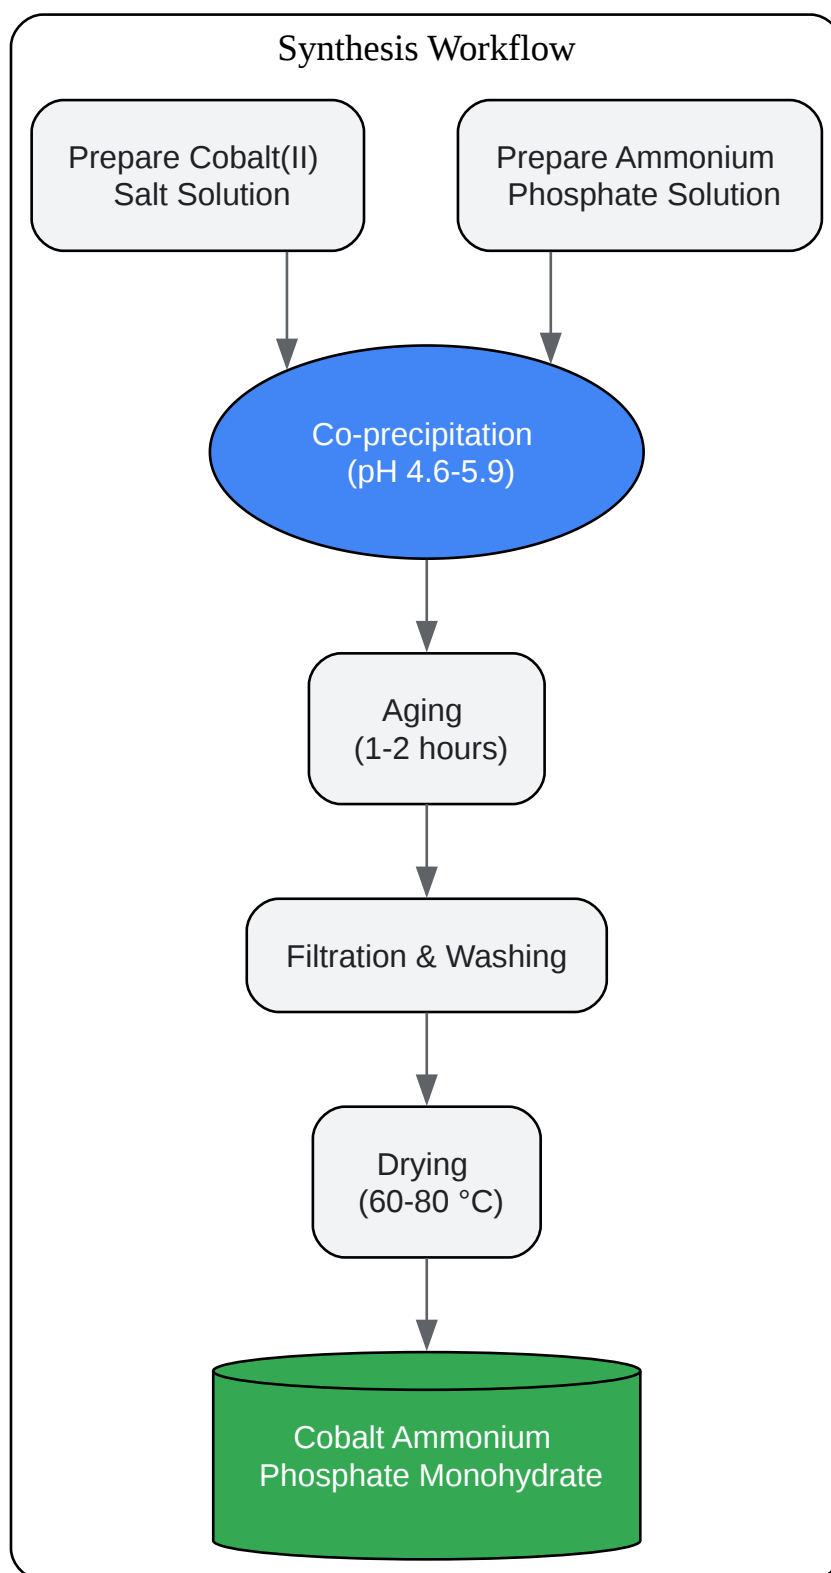 Synthesis Workflow
Prepare Cobalt(II)
Salt Solution
Prepare Ammonium
Phosphate Solution
Co-precipitation
(pH 4.6-5.9)
Aging
(1-2 hours)
Filtration & Washing
Drying
(60-80 °C)
Cobalt Ammonium
Phosphate Monohydrate